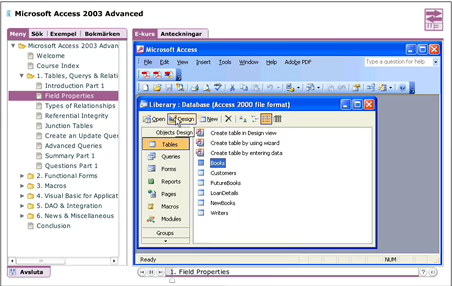 Microsoft Access 2003 Advanced
Meny
Sök
Exempel
Bokmärken
E-kurs
Anteckningar
Microsoft Access 2003 Advan
Welcome
Course Index
1. Tables, Querys & Relati
Introduction Part 1
Field Properties
Types of Relationships
Referential Integrity
Junction Tables
Create an Update Quer
Advanced Queries
Summary Part 1
Questions Part 1
2. Functional Forms
3. Macros
4. Visual Basic for Applicat
5. DAO & Integration
6. News & Miscellaneous
Conclusion
Avsluta
Microsoft Access
File Edit View Insert Tools Window Help Adobe PDF
Type a question for help
Liberary : Database (Access 2000 file format)
Open Design New
Objects Design
Tables
Queries
Forms
Reports
Pages
Macros
Modules
Groups
Create table in Design view
Create table by using wizard
Create table by entering data
Books
Customers
FutureBooks
LoanDetails
NewBooks
Writers
Ready NUM
1. Field Properties
?